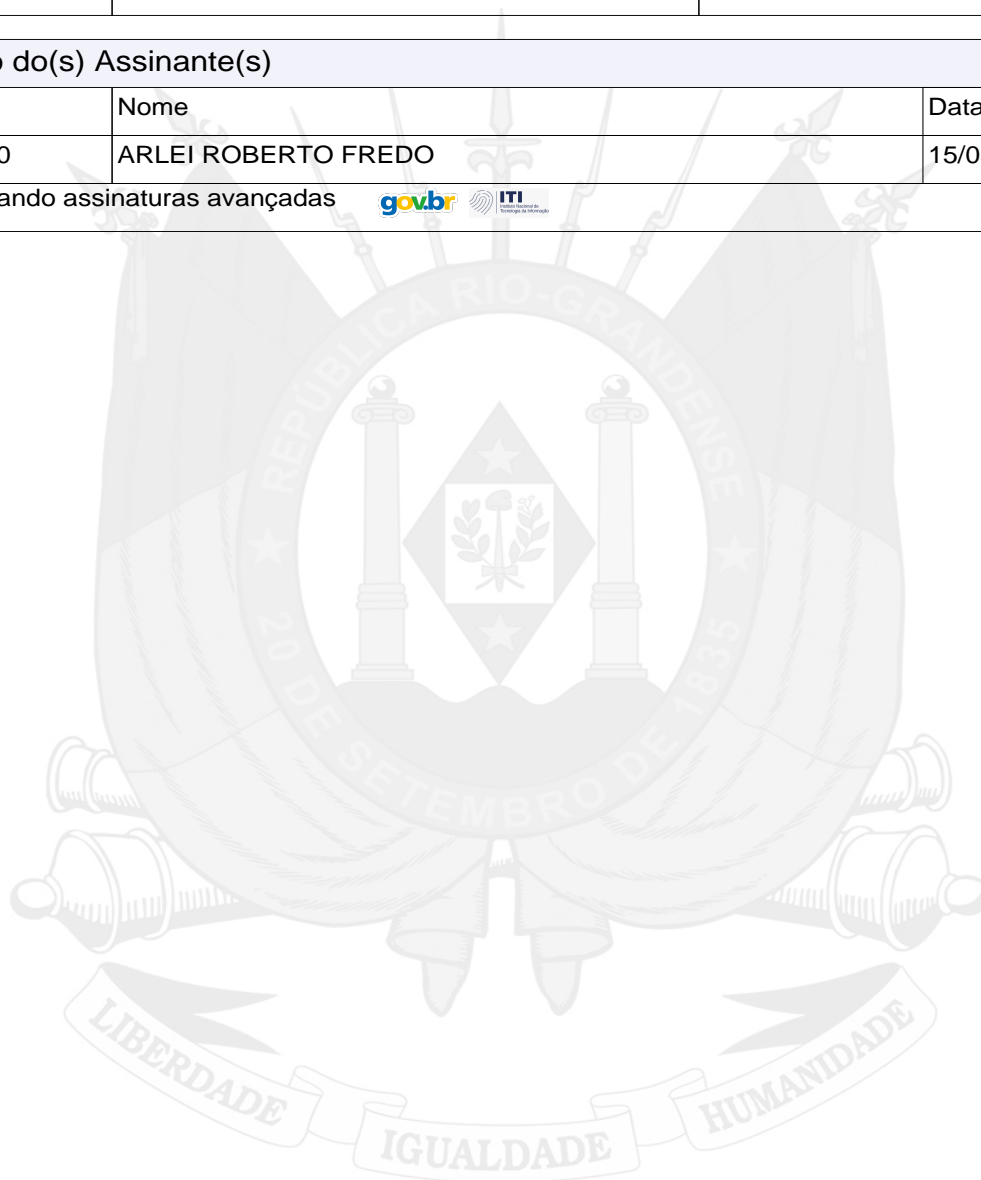 o do(s) Assinante(s)
Nome Data
0 ARLEI ROBERTO FREDO 15/0
ando assinaturas avançadas gov.br ITI
REPÚBLICA RIO-GRANDENSE
20 DE SETEMBRO DE 1835
LIBERDADE IGUALDADE HUMANIDADE